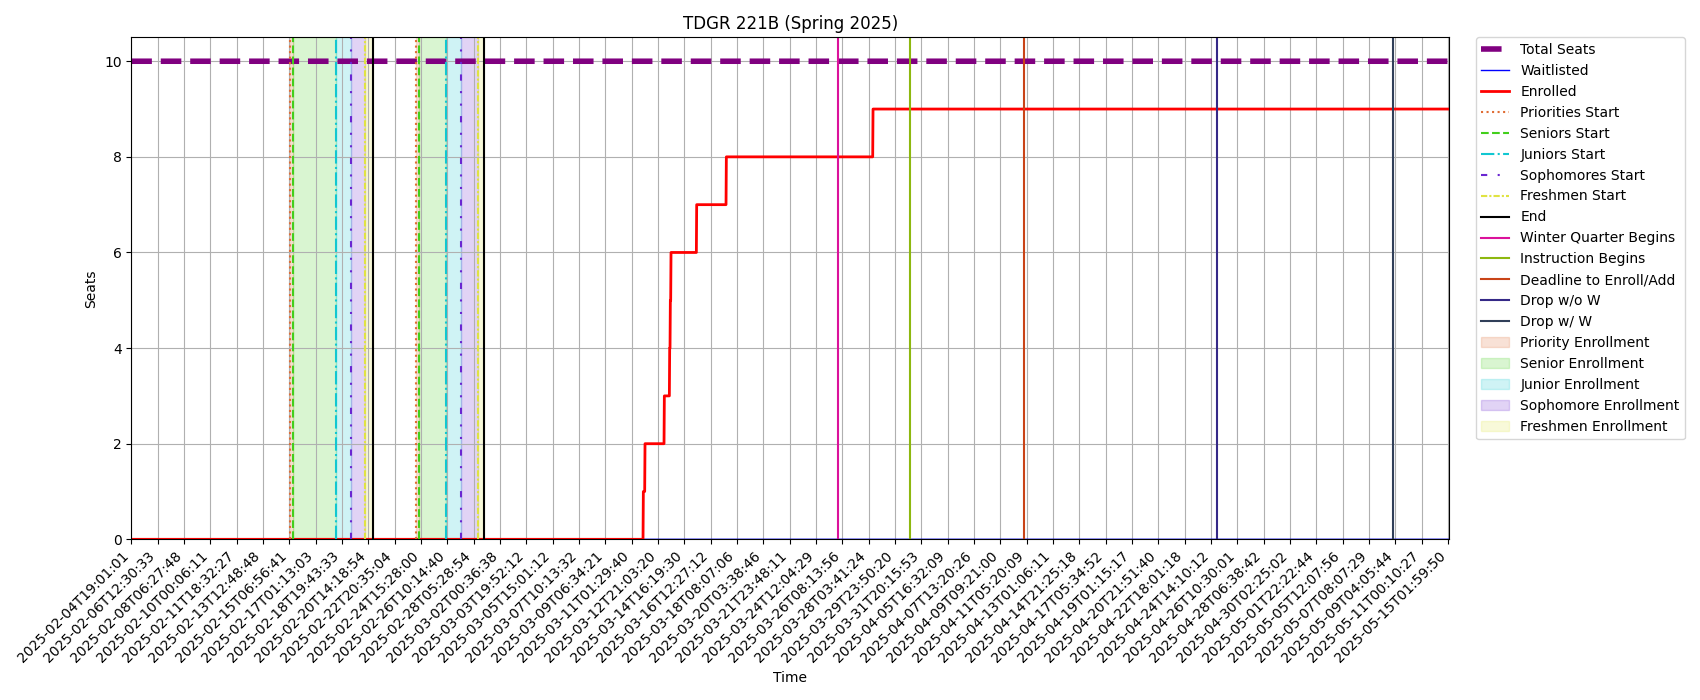 TDGR 221B (Spring 2025)
Seats
10
8
6
4
2
0
2025-02-04T19:01:01
2025-02-06T12:30:33
2025-02-08T06:27:48
2025-02-10T00:06:11
2025-02-11T18:32:27
2025-02-13T12:48:48
2025-02-15T06:56:41
2025-02-17T01:13:03
2025-02-18T19:43:33
2025-02-20T14:18:54
2025-02-22T20:35:04
2025-02-24T15:28:00
2025-02-26T10:14:40
2025-02-28T05:28:54
2025-03-02T00:36:38
2025-03-03T19:52:12
2025-03-05T15:01:12
2025-03-07T10:13:32
2025-03-09T06:34:21
2025-03-11T01:29:40
2025-03-12T21:03:20
2025-03-14T16:19:30
2025-03-16T12:27:12
2025-03-18T08:07:06
2025-03-20T03:38:46
2025-03-21T23:48:11
2025-03-24T12:04:29
2025-03-26T08:13:56
2025-03-28T03:41:24
2025-03-29T23:50:20
2025-03-31T20:15:53
2025-04-05T16:32:09
2025-04-07T13:20:26
2025-04-09T09:21:00
2025-04-11T05:20:09
2025-04-13T01:06:11
2025-04-14T21:25:18
2025-04-17T05:34:52
2025-04-19T01:15:17
2025-04-20T21:51:40
2025-04-22T18:01:18
2025-04-24T14:10:12
2025-04-26T10:30:01
2025-04-28T06:38:42
2025-04-30T02:25:02
2025-05-01T22:22:44
2025-05-05T12:07:56
2025-05-07T08:07:29
2025-05-09T04:05:44
2025-05-11T00:10:27
2025-05-15T01:59:50
Time
Total Seats
Waitlisted
Enrolled
Priorities Start
Seniors Start
Juniors Start
Sophomores Start
Freshmen Start
End
Winter Quarter Begins
Instruction Begins
Deadline to Enroll/Add
Drop w/o W
Drop w/ W
Priority Enrollment
Senior Enrollment
Junior Enrollment
Sophomore Enrollment
Freshmen Enrollment